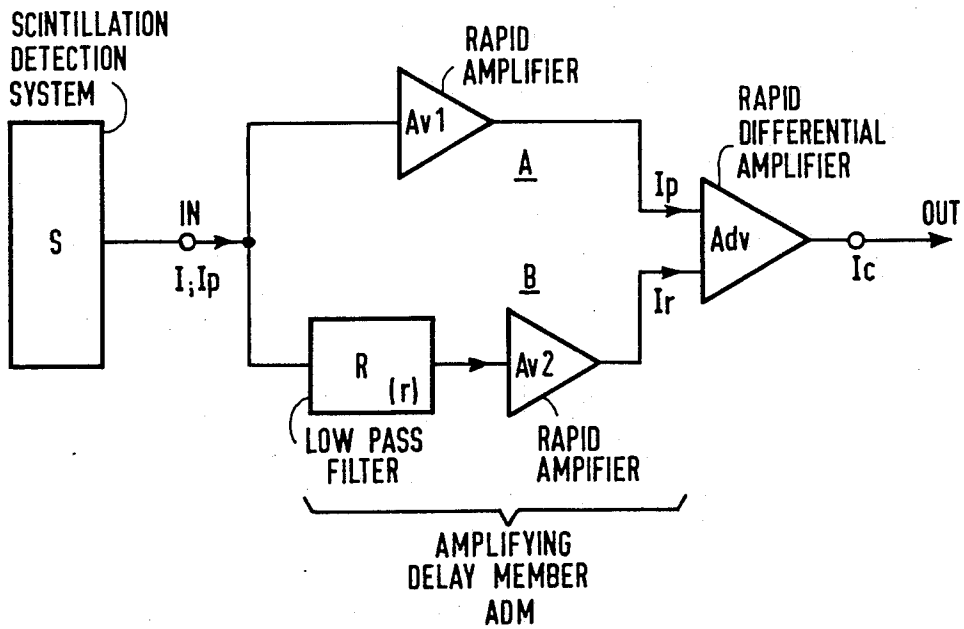 SCINTILLATION
DETECTION
SYSTEM
S
IN
I;Ip
RAPID
AMPLIFIER
Av1
A
Ip
RAPID
DIFFERENTIAL
AMPLIFIER
Adv
OUT
Ic
B
Ir
R
(r)
Av2
LOW PASS
FILTER
RAPID
AMPIFIER
AMPLIFYING
DELAY MEMBER
ADM